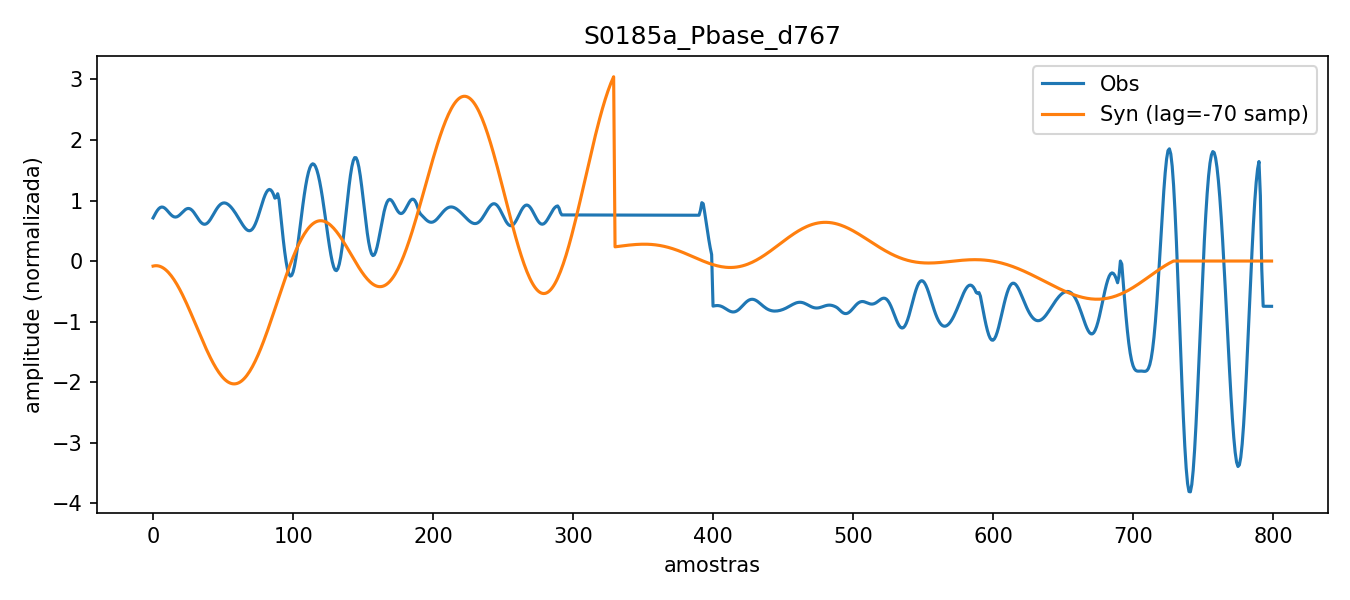 S0185a_Pbase_d767
Obs
Syn (lag=-70 samp)
amplitude (normalizada)
3
2
1
0
−1
−2
−3
−4
0 100 200 300 400 500 600 700 800
amostras